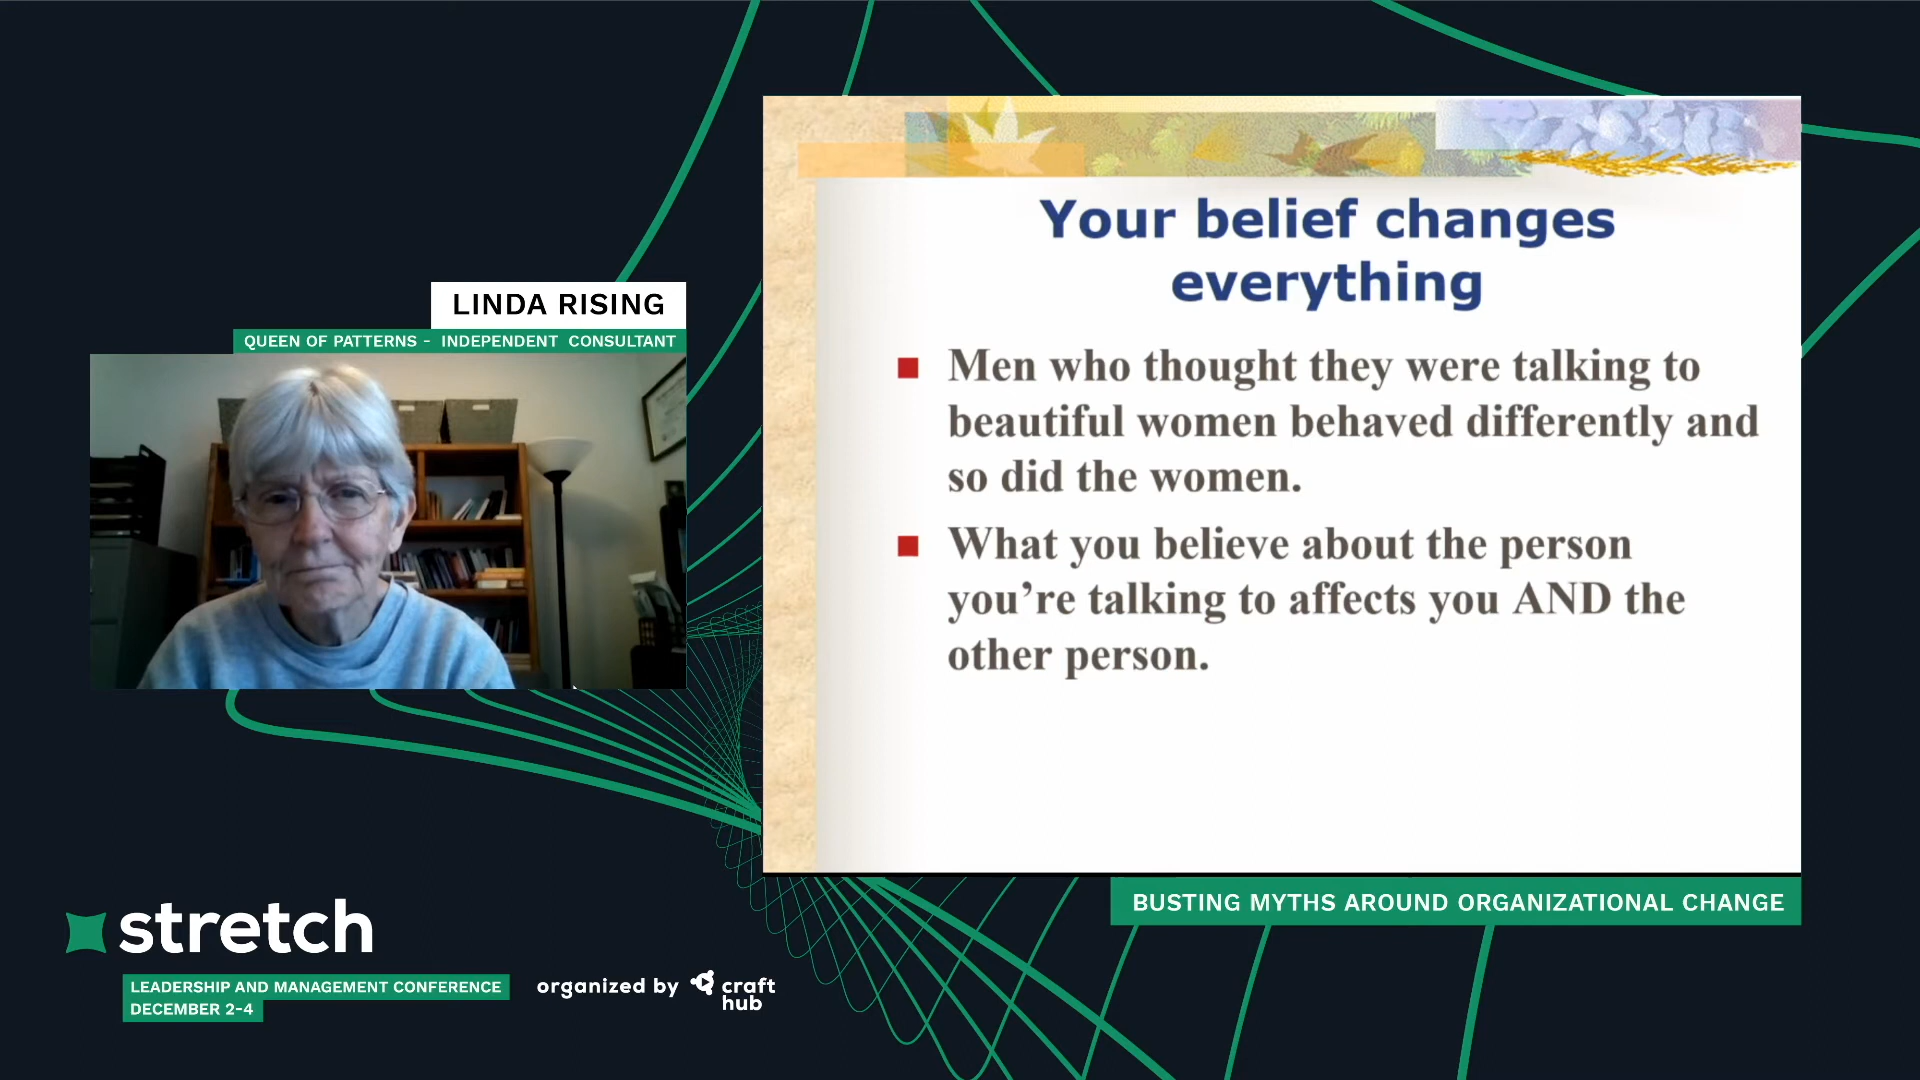 LINDA RISING
QUEEN OF PATTERNS - INDEPENDENT CONSULTANT
Your belief changes
everything
Men who thought they were talking to
beautiful women behaved differently and
so did the women.
What you believe about the person
you’re talking to affects you AND the
other person.
BUSTING MYTHS AROUND ORGANIZATIONAL CHANGE
stretch
LEADERSHIP AND MANAGEMENT CONFERENCE
DECEMBER 2-4
organized by craft
hub